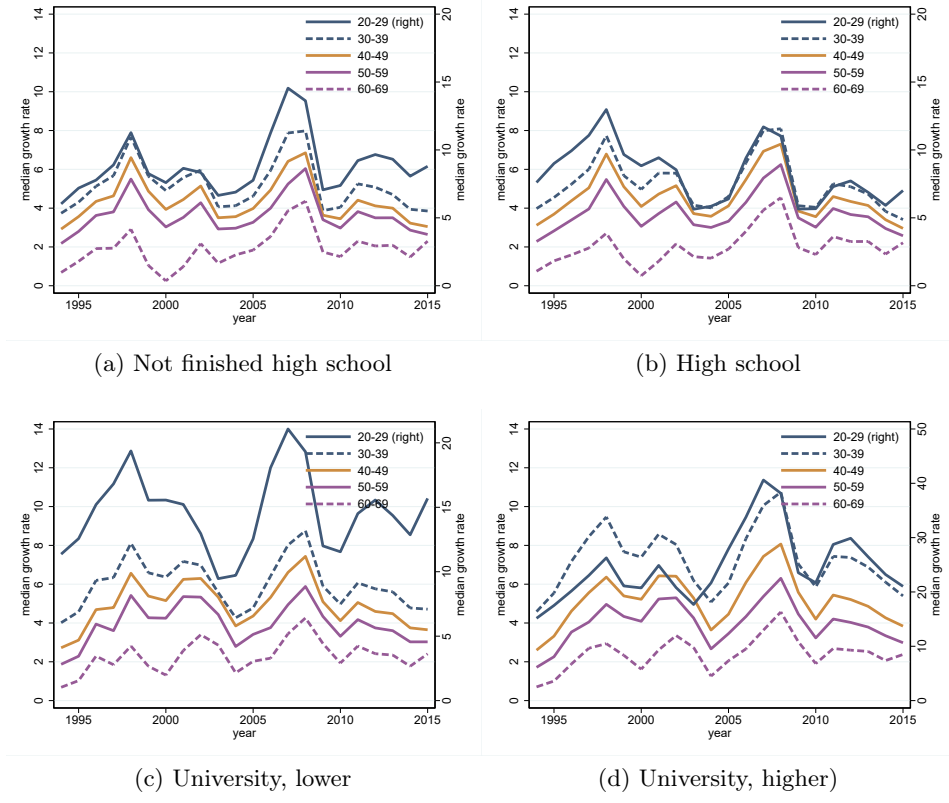 median growth rate
0 2 4 6 8 10 12 14
0 5 10 15 20
median growth rate
1995 2000 2005 2010 2015
year
20-29 (right)
30-39
40-49
50-59
60-69
(a) Not finished high school
median growth rate
0 2 4 6 8 10 12 14
0 5 10 15 20
median growth rate
1995 2000 2005 2010 2015
year
20-29 (right)
30-39
40-49
50-59
60-69
(b) High school
median growth rate
0 2 4 6 8 10 12 14
0 5 10 15 20
median growth rate
1995 2000 2005 2010 2015
year
20-29 (right)
30-39
40-49
50-59
60-69
(c) University, lower
median growth rate
0 2 4 6 8 10 12 14
0 10 20 30 40 50
median growth rate
1995 2000 2005 2010 2015
year
20-29 (right)
30-39
40-49
50-59
60-69
(d) University, higher)